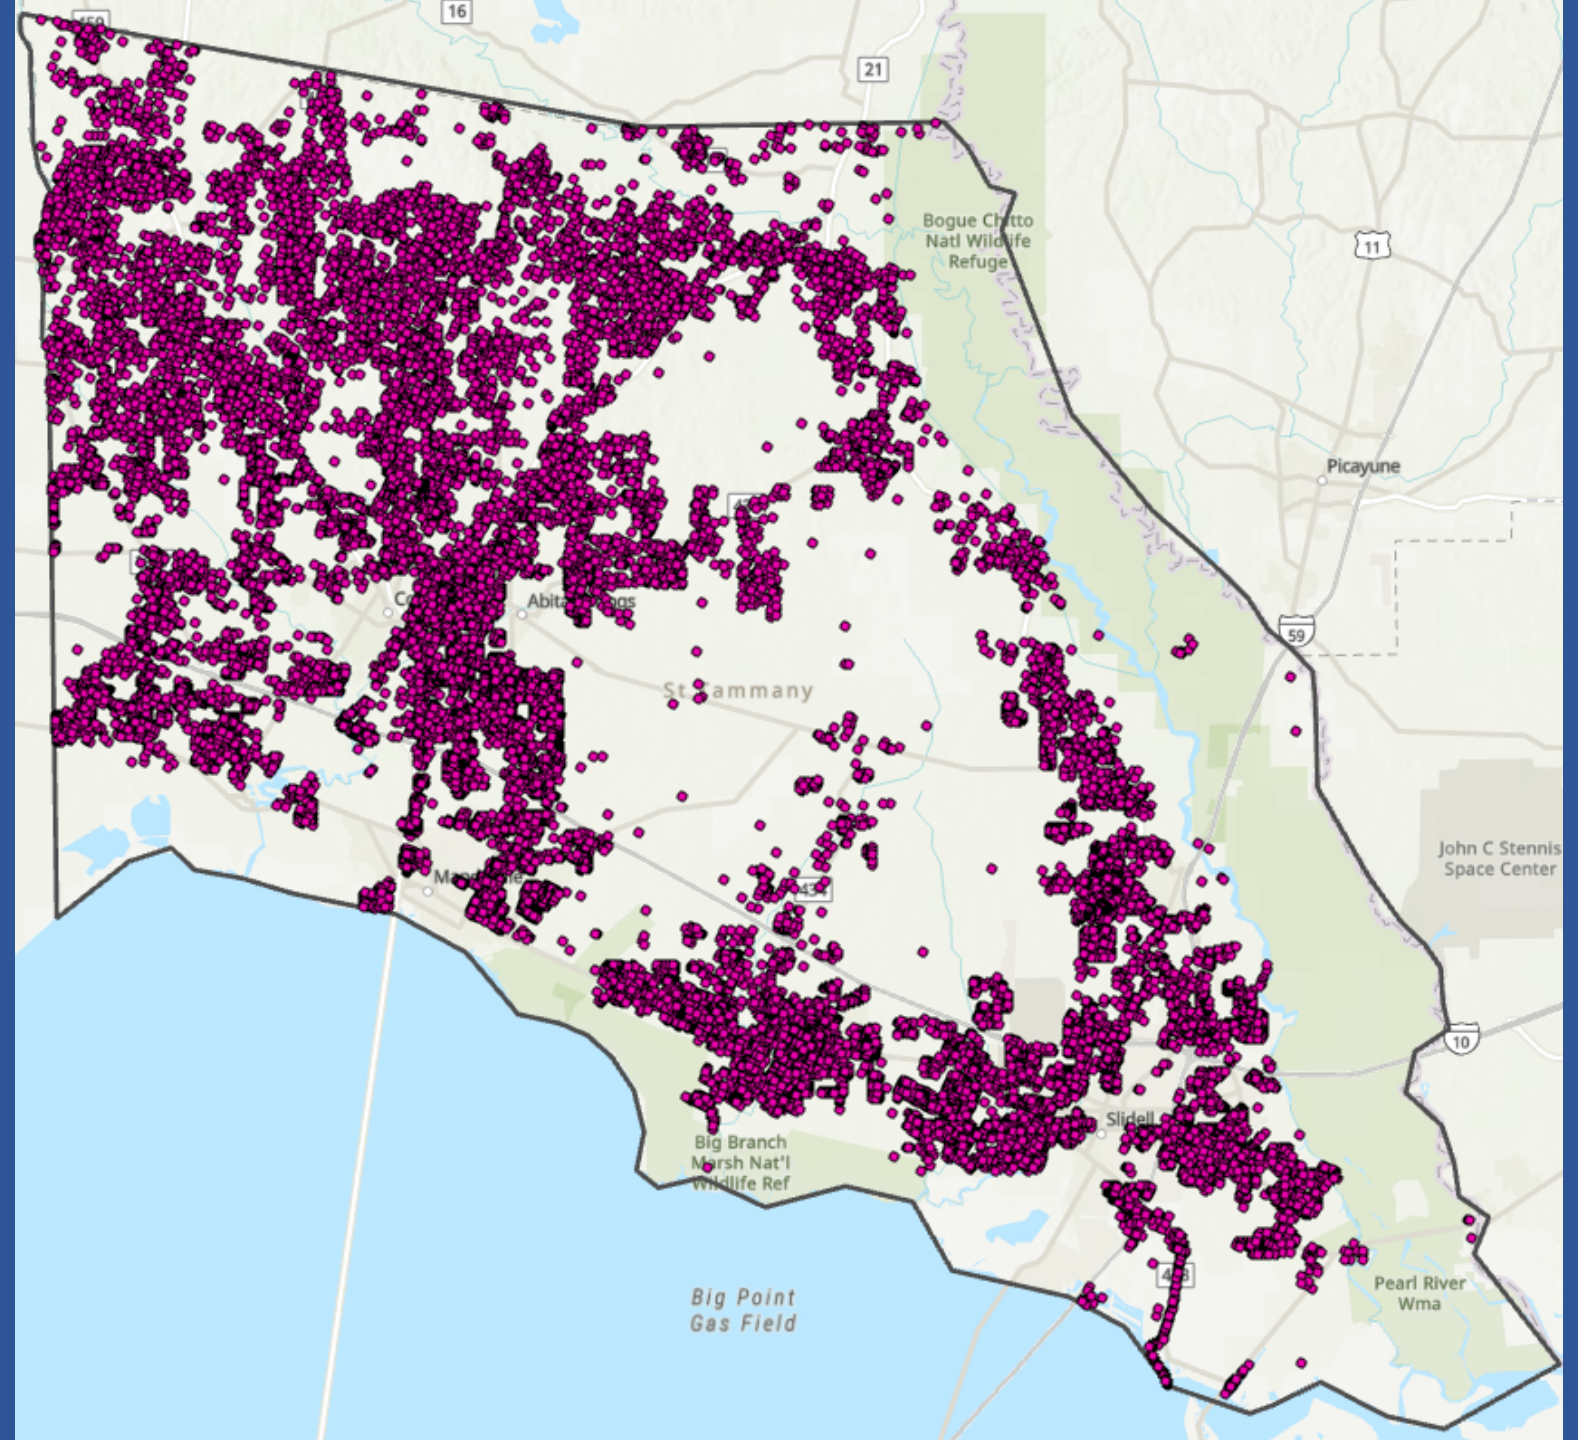 16
21
Bogue Chitto
Natl Wildlife
Refuge
11
Picayune
59
St Tammany
John C Stennis
Space Center
434
10
Slidell
Big Branch
Marsh Nat'l
Wildlife Ref
Big Point
Gas Field
Pearl River
Wma